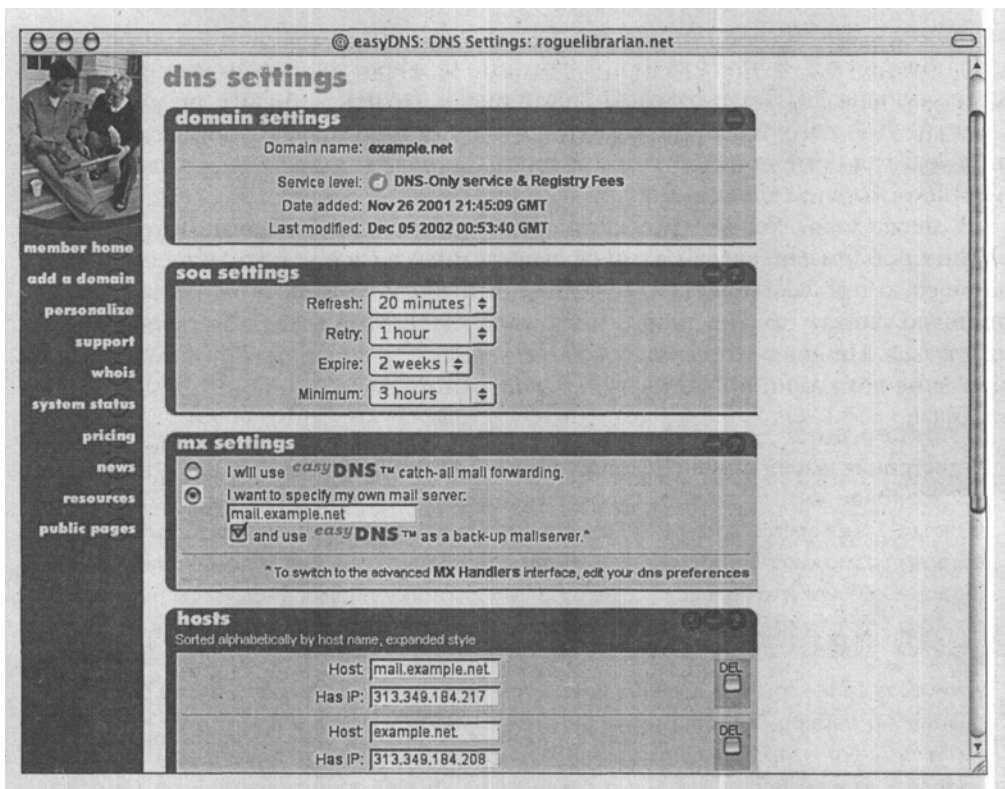 easyDNS: DNS Settings: roguelibrarian.net
dns settings
domain settings
Domain name: example.net
Service level: DNS-Only service & Registry Fees
Date added: Nov 26 2001 21:45:09 GMT
Last modified: Dec 05 2002 00:53:40 GMT
member home
add a domain
personalize
support
whois
system status
pricing
news
resources
public pages
soa settings
Refresh: 20 minutes
Retry: 1 hour
Expire: 2 weeks
Minimum: 3 hours
mx settings
I will use easyDNS™ catch-all mail forwarding.
I want to specify my own mail server:
mail.example.net
and use easyDNS™ as a back-up mailserver.*
* To switch to the advanced MX Handlers interface, edit your dns preferences
hosts
Sorted alphabetically by host name, expanded style
Host: mail.example.net.
DEL
Has IP: 313.349.184.217
Host: example.net.
DEL
Has IP: 313.349.184.208